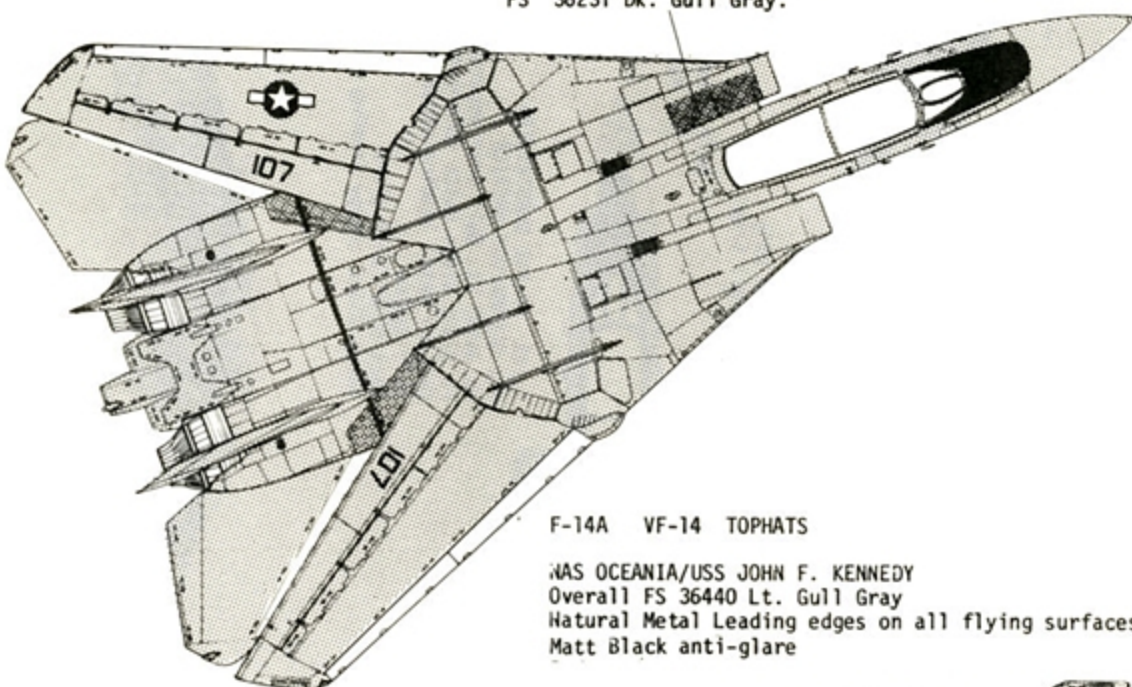 FS 36231 Dk. Gull Gray.
107
107
F-14A VF-14 TOPHATS
NAS OCEANIA/USS JOHN F. KENNEDY
Overall FS 36440 Lt. Gull Gray
Natural Metal Leading edges on all flying surfaces
Matt Black anti-glare